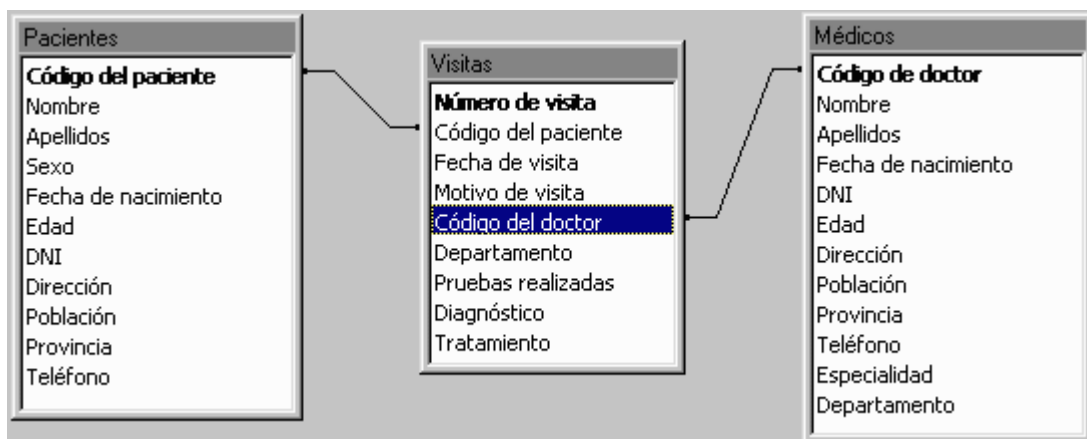 Pacientes
Código del paciente
Nombre
Apellidos
Sexo
Fecha de nacimiento
Edad
DNI
Dirección
Población
Provincia
Teléfono
Visitas
Número de visita
Código del paciente
Fecha de visita
Motivo de visita
Código del doctor
Departamento
Pruebas realizadas
Diagnóstico
Tratamiento
Médicos
Código de doctor
Nombre
Apellidos
Fecha de nacimiento
DNI
Edad
Dirección
Población
Provincia
Teléfono
Especialidad
Departamento